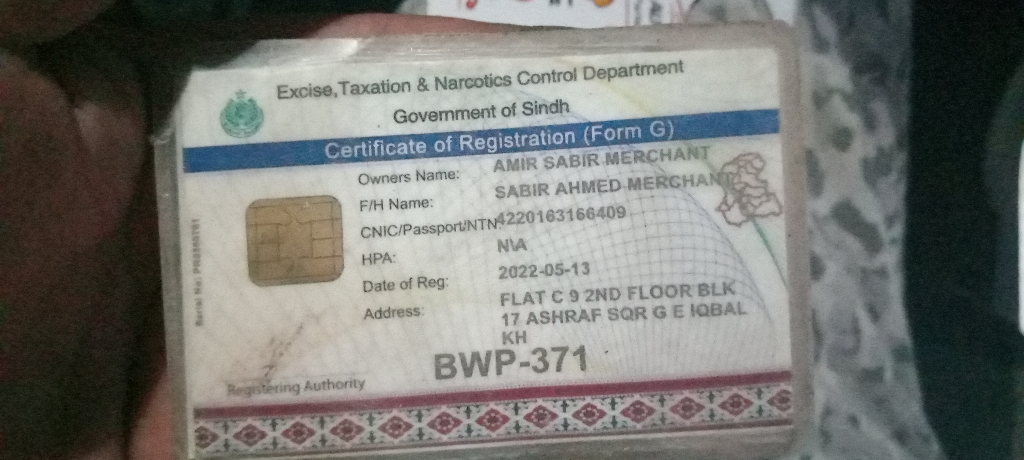 Excise,Taxation & Narcotics Control Department
Government of Sindh
Certificate of Registration (Form G)
Owners Name: AMIR SABIR MERCHANT
F/H Name: SABIR AHMED MERCHANT
CNIC/Passport/NTN: 4220163166409
HPA: N\A
Date of Reg: 2022-05-13
Address: FLAT C 9 2ND FLOOR BLK
17 ASHRAF SQR G E IQBAL
KH
BWP-371
Registering Authority
Serial No: